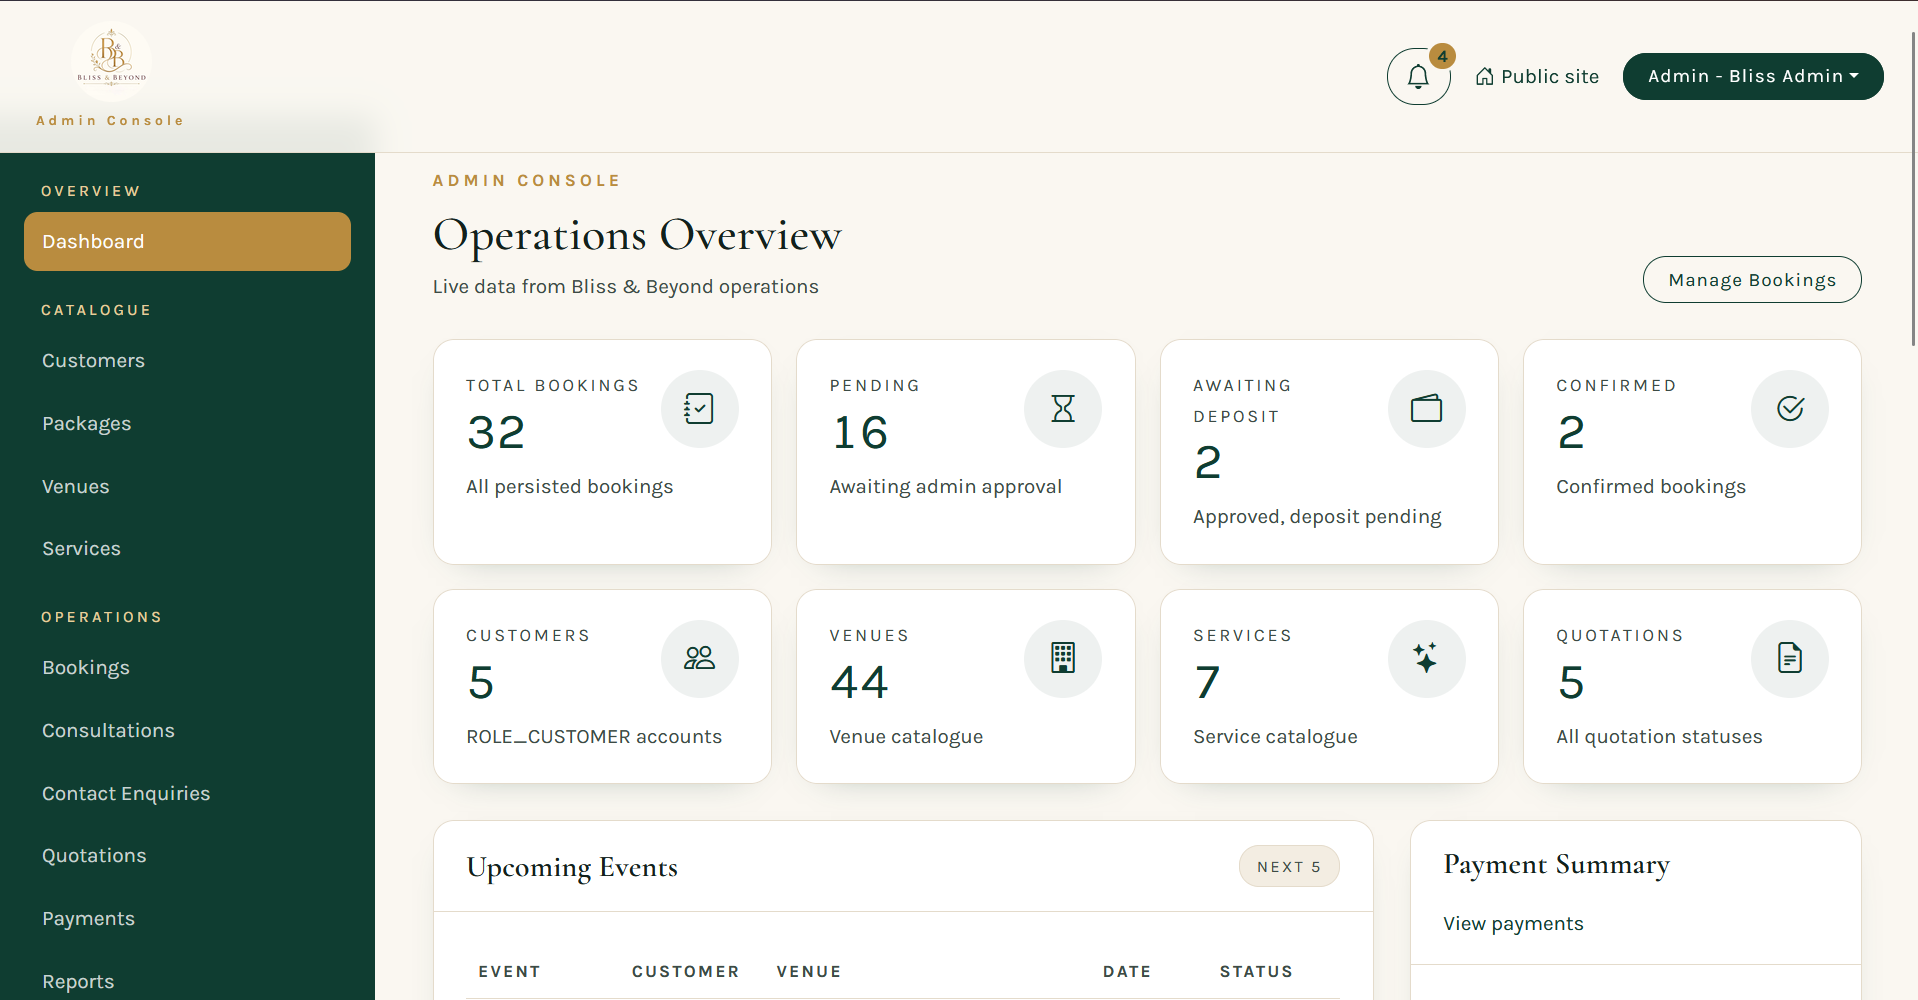 B&B
BLISS & BEYOND
Admin Console
4
Public site
Admin - Bliss Admin
OVERVIEW
Dashboard
CATALOGUE
Customers
Packages
Venues
Services
OPERATIONS
Bookings
Consultations
Contact Enquiries
Quotations
Payments
Reports
ADMIN CONSOLE
Operations Overview
Live data from Bliss & Beyond operations
Manage Bookings
TOTAL BOOKINGS
32
All persisted bookings
PENDING
16
Awaiting admin approval
AWAITING
DEPOSIT
2
Approved, deposit pending
CONFIRMED
2
Confirmed bookings
CUSTOMERS
5
ROLE_CUSTOMER accounts
VENUES
44
Venue catalogue
SERVICES
7
Service catalogue
QUOTATIONS
5
All quotation statuses
Upcoming Events
NEXT 5
EVENT CUSTOMER VENUE DATE STATUS
Payment Summary
View payments